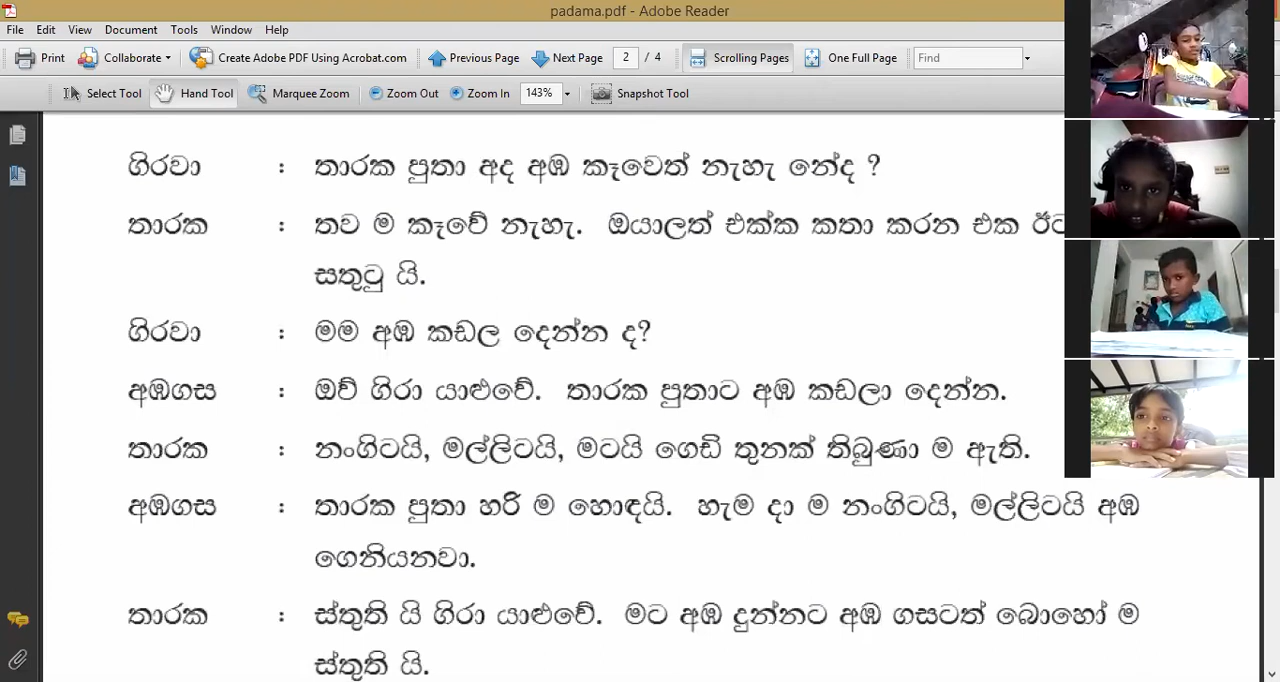 padama.pdf - Adobe Reader
File Edit View Document Tools Window Help
Print Collaborate Create Adobe PDF Using Acrobat.com Previous Page Next Page 2 / 4 Scrolling Pages One Full Page Find
Select Tool Hand Tool Marquee Zoom Zoom Out Zoom In 143% Snapshot Tool
ගිරවා : තාරක පුතා අද අඹ කෑවෙත් නැහැ නේද ?
තාරක : තව ම කෑවේ නැහැ. ඔයාලත් එක්ක කතා කරන එක
සතුටු යි.
ගිරවා : මම අඹ කඩල දෙන්න ද?
අඹගස : ඔව් ගිරා යාළුවේ. තාරක පුතාට අඹ කඩලා දෙන්න.
තාරක : නංගිටයි, මල්ලිටයි, මටයි ගෙඩි තුනක් තිබුණා ම ඇති.
අඹගස : තාරක පුතා හරි ම හොඳයි. හැම දා ම නංගිටයි, මල්ලිටයි අඹ
ගෙනියනවා.
තාරක : ස්තූති යි ගිරා යාළුවේ. මට අඹ දුන්නට අඹ ගසටත් බොහෝ ම
ස්තූති යි.